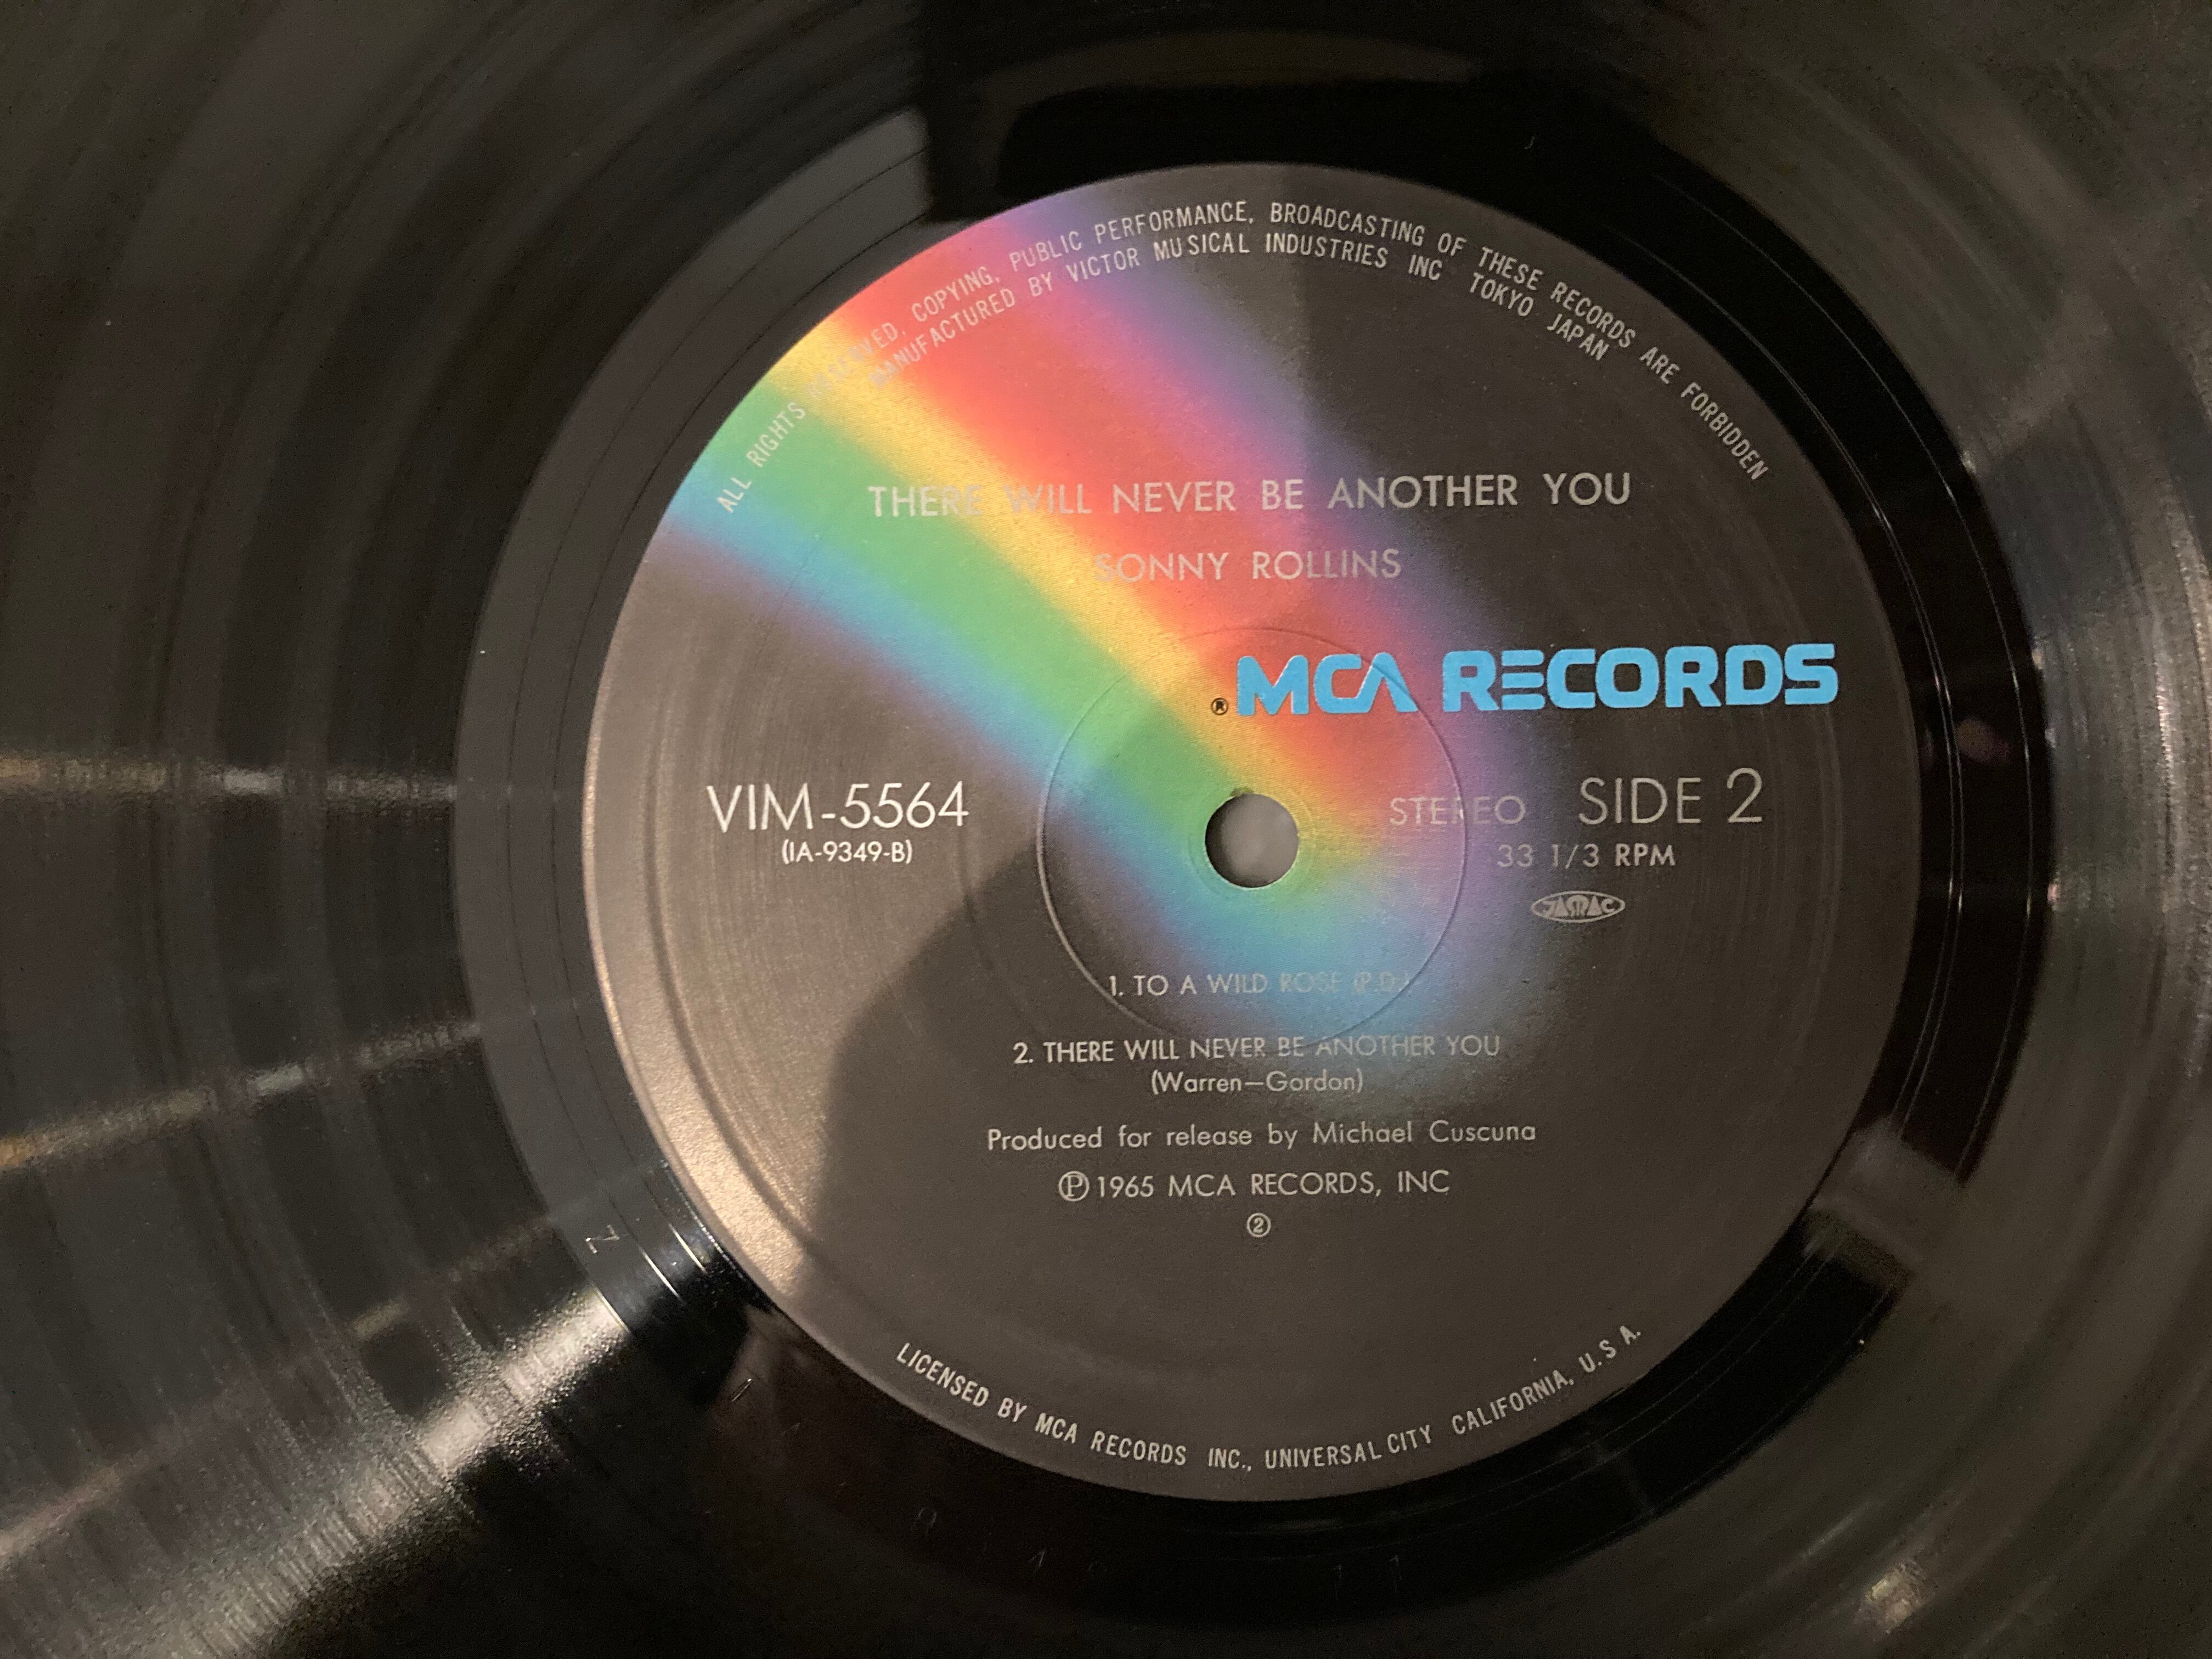 ALL RIGHTS RESERVED. COPYING, PUBLIC PERFORMANCE, BROADCASTING OF THESE RECORDS ARE FORBIDDEN
MANUFACTURED BY VICTOR MUSICAL INDUSTRIES INC TOKYO JAPAN
THERE WILL NEVER BE ANOTHER YOU
SONNY ROLLINS
® MCA RECORDS
VIM-5564
(IA-9349-B)
STEREO SIDE 2
33 1/3 RPM
JASRAC
1. TO A WILD ROSE (P.D.)
2. THERE WILL NEVER BE ANOTHER YOU
(Warren—Gordon)
Produced for release by Michael Cuscuna
Ⓟ1965 MCA RECORDS, INC
②
LICENSED BY MCA RECORDS INC., UNIVERSAL CITY CALIFORNIA, U.S A.